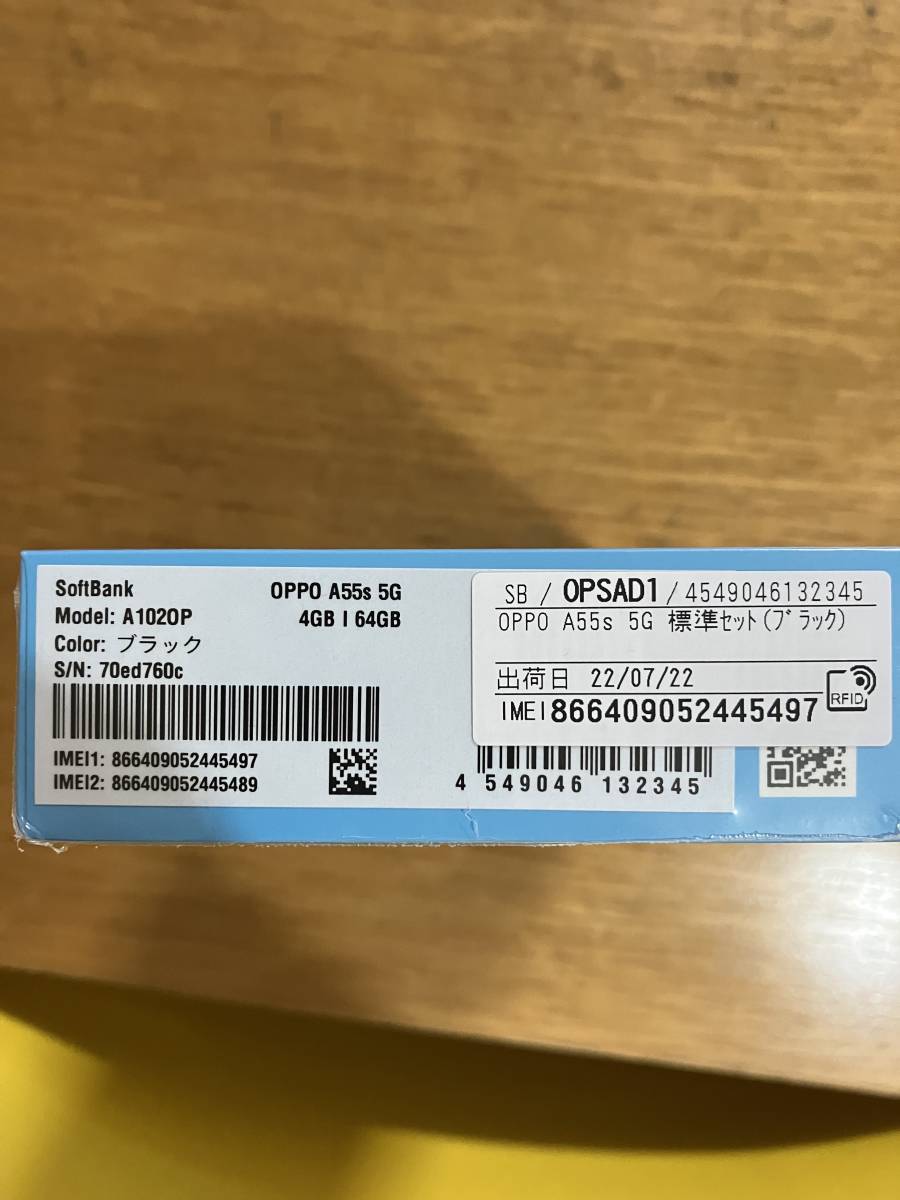 SoftBank
OPPO A55s 5G
Model: A102OP
4GB I 64GB
Color: ブラック
S/N: 70ed760c
IMEI1: 866409052445497
IMEI2: 866409052445489
4 549046 132345
SB / OPSAD1 / 4549046132345
OPPO A55s 5G 標準ｾｯﾄ(ﾌﾞﾗｯｸ)
出荷日 22/07/22
RFID
IMEI 866409052445497